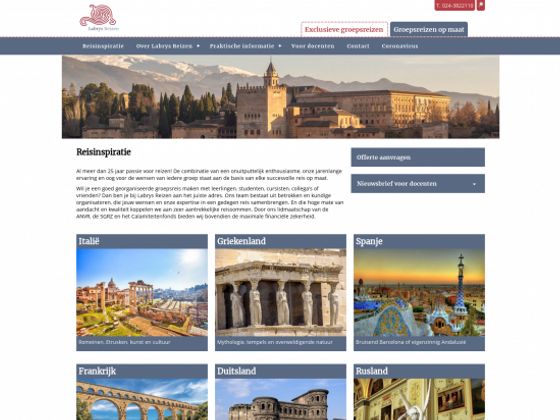 T. 024-3822110
Labrys Reizen
Exclusieve groepsreizen
Groepsreizen op maat
Reisinspiratie
Over Labrys Reizen
Praktische informatie
Voor docenten
Contact
Coronavirus
Reisinspiratie
Al meer dan 25 jaar passie voor reizen! De combinatie van een onuitputtelijk enthousiasme, onze jarenlange
ervaring en oog voor de wensen van iedere groep staat aan de basis van elke succesvolle reis op maat.
Wil je een goed georganiseerde groepsreis maken met leerlingen, studenten, cursisten, collega's of
vrienden? Dan ben je bij Labrys Reizen aan het juiste adres. Ons team bestaat uit betrokken en kundige
organisatoren, die jouw wensen en onze expertise in een gedegen reis samenbrengen. En die hoge mate van
aandacht en kwaliteit koppelen we aan zeer aantrekkelijke reissommen. Door ons lidmaatschap van de
ANVR, de SGRZ en het Calamiteitenfonds bieden wij bovendien de maximale financiële zekerheid.
Offerte aanvragen
Nieuwsbrief voor docenten
Italië
Griekenland
Spanje
Romeinen, Etrusken, kunst en cultuur
Mythologie, tempels en overweldigende natuur
Bruisend Barcelona of eigenzinnig Andalusië
Frankrijk
Duitsland
Rusland